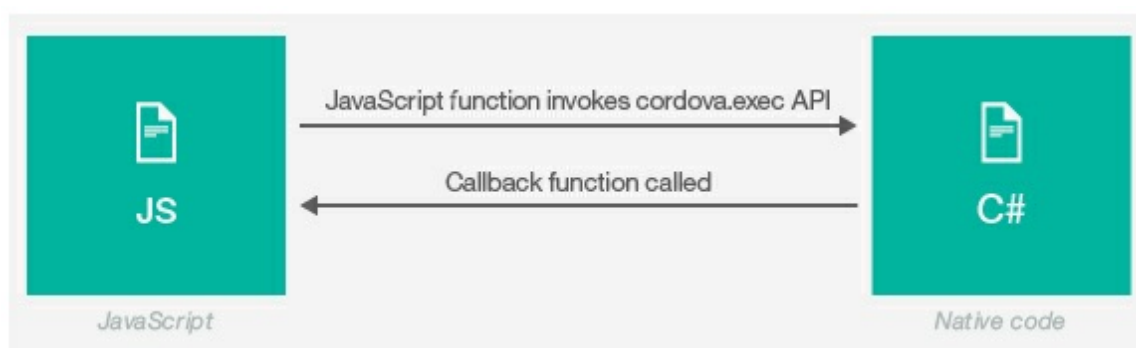 JavaScript function invokes cordova.exec API
Callback function called
JS
C#
JavaScript
Native code